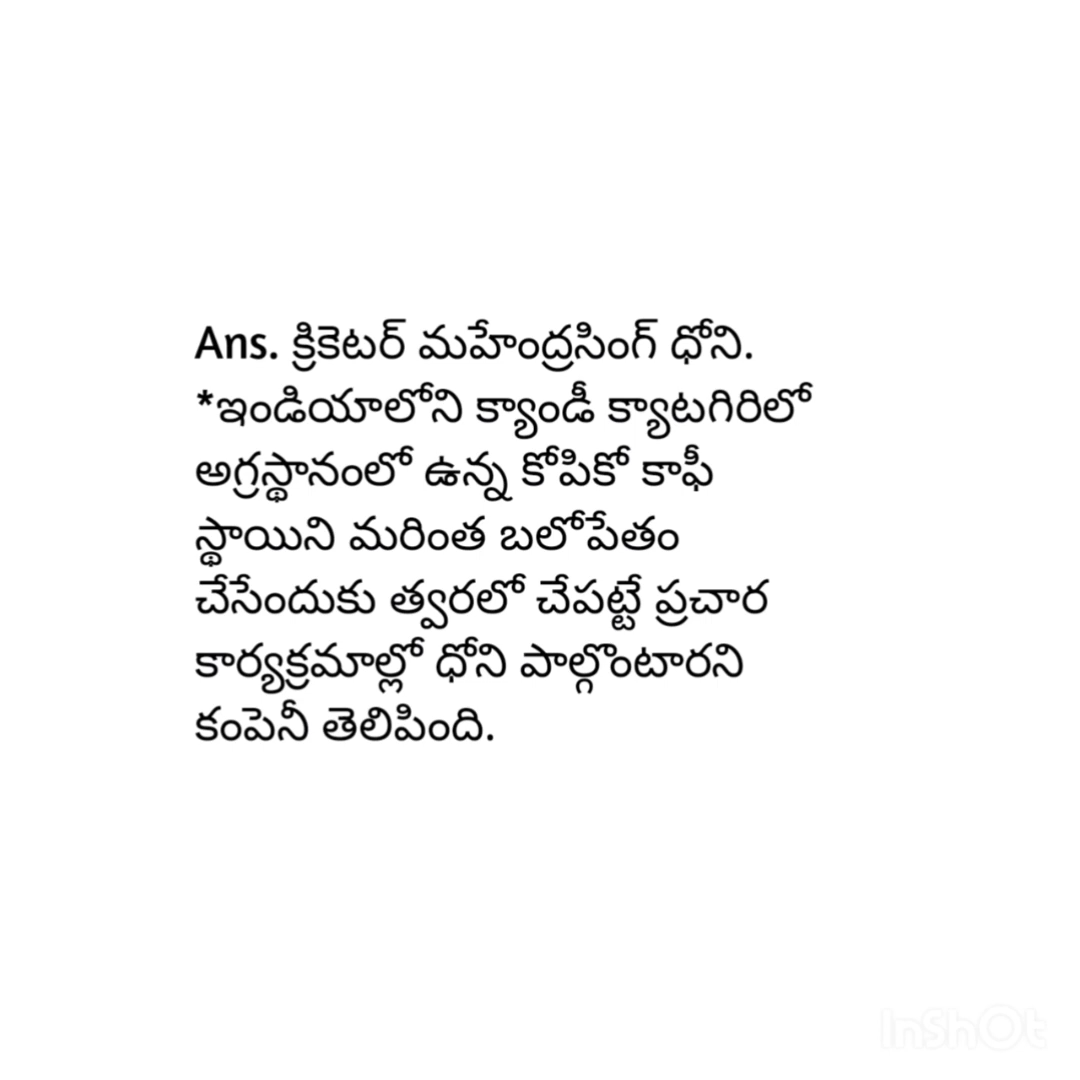 Ans. క్రికెటర్ మహేంద్రసింగ్ ధోని.
*ఇండియాలోని క్యాండీ క్యాటగిరిలో
అగ్రస్థానంలో ఉన్న కోపికో కాఫీ
స్థాయిని మరింత బలోపేతం
చేసేందుకు త్వరలో చేపట్టే ప్రచార
కార్యక్రమాల్లో ధోని పాల్గొంటారని
కంపెనీ తెలిపింది.
InShOt